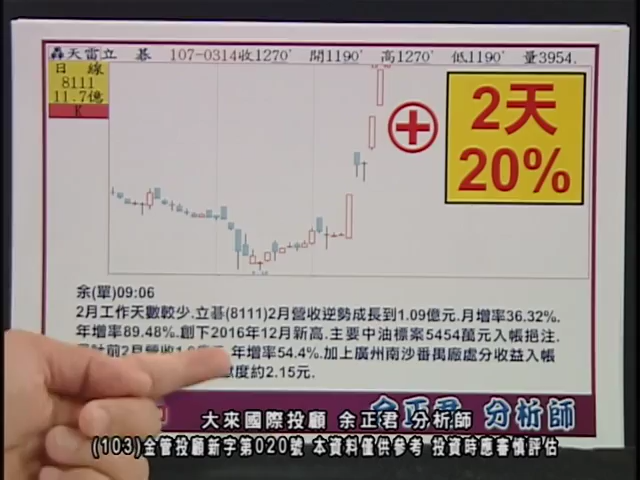 轟天雷立 碁 107-0314收1270' 開1190' 高1270' 低1190' 量3954.
日 線
8111
11.7億
K
2天
20%
余(單)09:06
2月工作天數較少.立碁(8111)2月營收逆勢成長到1.09億元.月增率36.32%.
年增率89.48%.創下2016年12月新高.主要中油標案5454萬元入帳挹注.
前2月營收 年增率54.4%.加上廣州南沙番禺廠處分收益入帳
度約2.15元.
余正君 分析師
大來國際投顧 余正君 分析師
(103)金管投顧新字第020號 本資料僅供參考 投資時應審慎評估